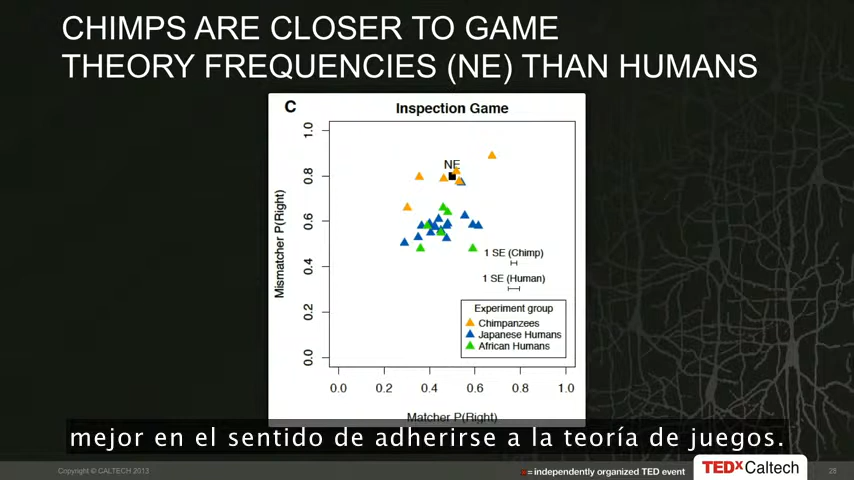 CHIMPS ARE CLOSER TO GAME
THEORY FREQUENCIES (NE) THAN HUMANS
C
Inspection Game
Mismatcher P(Right)
1.0
0.8
0.6
0.4
0.2
0.0
NE
1 SE (Chimp)
1 SE (Human)
Experiment group
Chimpanzees
Japanese Humans
African Humans
0.0 0.2 0.4 0.6 0.8 1.0
Matcher P(Right)
mejor en el sentido de adherirse a la teoría de juegos.
Copyright © CALTECH 2013
x = independently organized TED event
TEDxCaltech
28